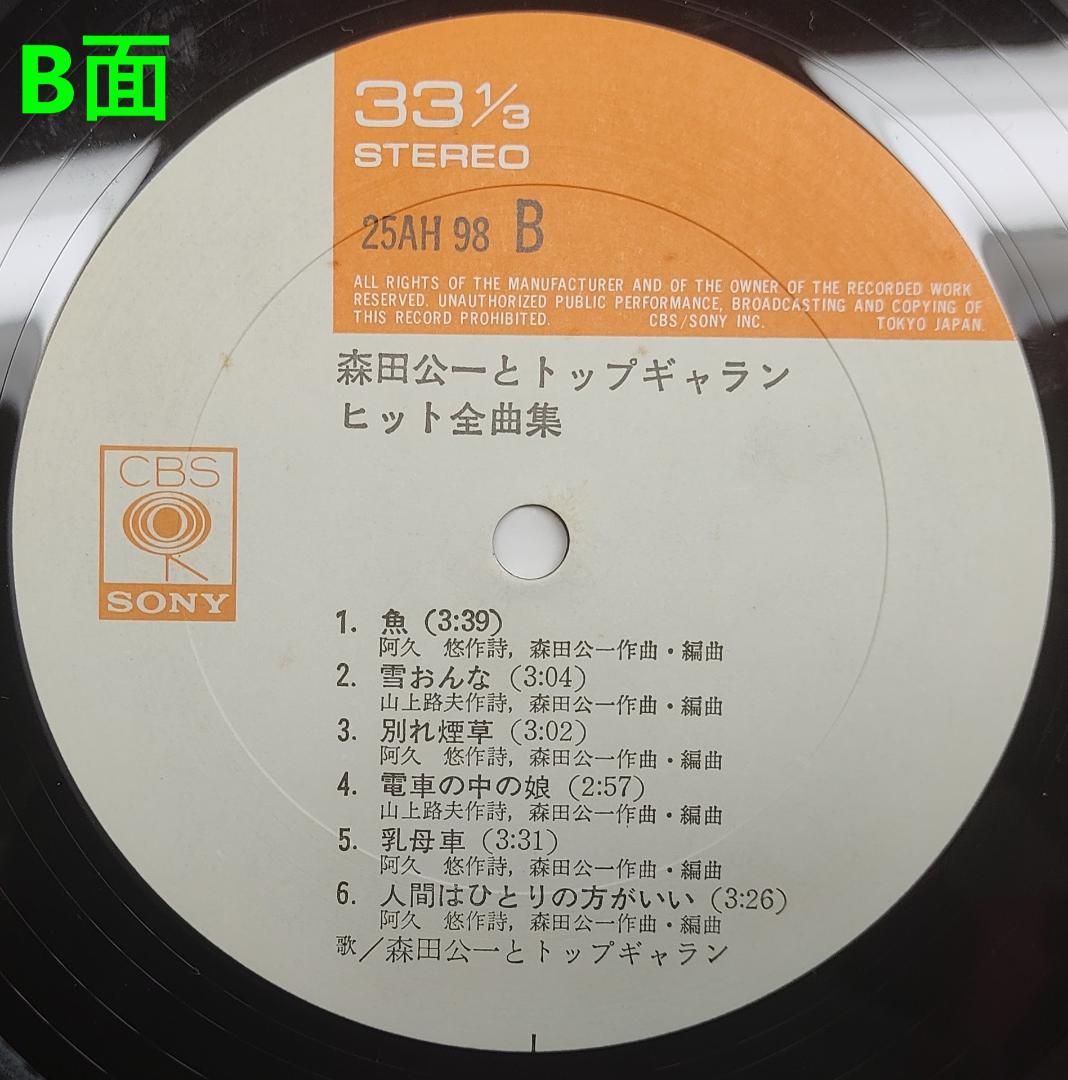 B面
33 1/3
STEREO
25AH 98 B
ALL RIGHTS OF THE MANUFACTURER AND OF THE OWNER OF THE RECORDED WORK
RESERVED. UNAUTHORIZED PUBLIC PERFORMANCE, BROADCASTING AND COPYING OF
THIS RECORD PROHIBITED. CBS/SONY INC. TOKYO JAPAN.
森田公一とトップギャラン
ヒット全曲集
CBS
SONY
1. 魚 (3:39)
阿久 悠作詩, 森田公一作曲・編曲
2. 雪おんな (3:04)
山上路夫作詩, 森田公一作曲・編曲
3. 別れ煙草 (3:02)
阿久 悠作詩, 森田公一作曲・編曲
4. 電車の中の娘 (2:57)
山上路夫作詩, 森田公一作曲・編曲
5. 乳母車 (3:31)
阿久 悠作詩, 森田公一作曲・編曲
6. 人間はひとりの方がいい (3:26)
阿久 悠作詩, 森田公一作曲・編曲
歌/森田公一とトップギャラン